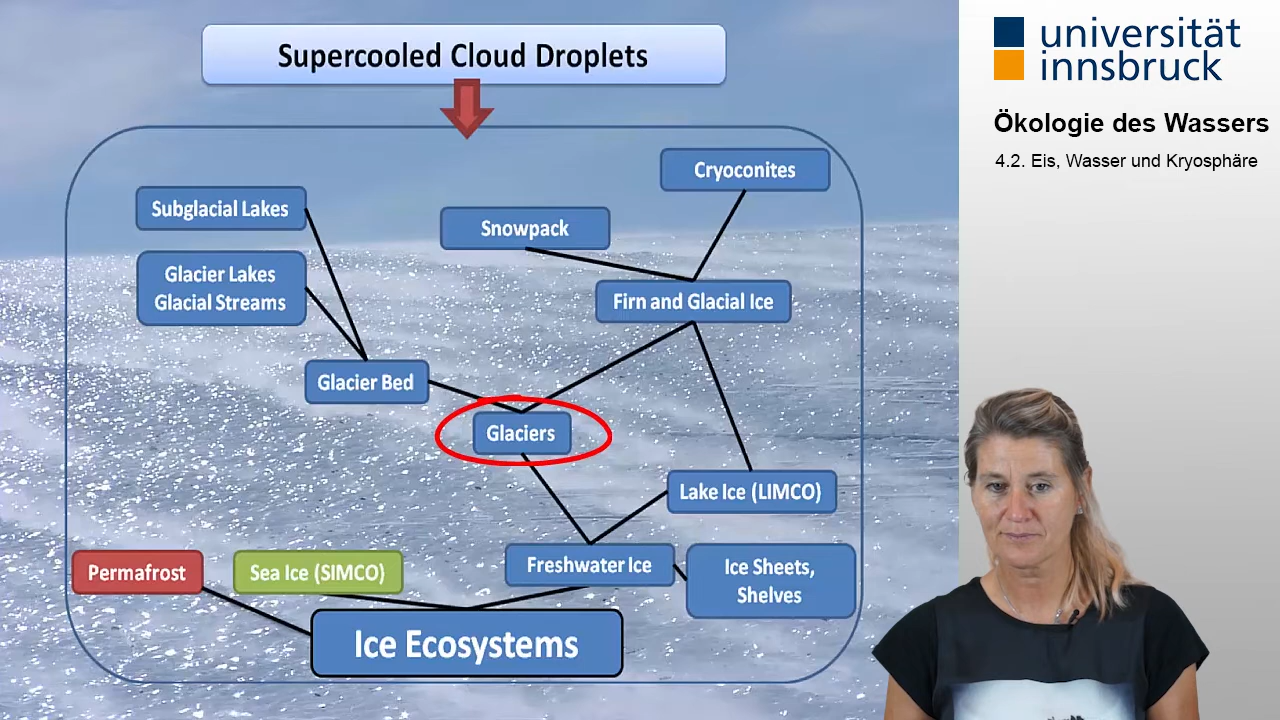 Supercooled Cloud Droplets
universität
innsbruck
Ökologie des Wassers
4.2. Eis, Wasser und Kryosphäre
Cryoconites
Subglacial Lakes
Snowpack
Glacier Lakes
Glacial Streams
Firn and Glacial Ice
Glacier Bed
Glaciers
Lake Ice (LIMCO)
Permafrost
Sea Ice (SIMCO)
Freshwater Ice
Ice Sheets,
Shelves
Ice Ecosystems